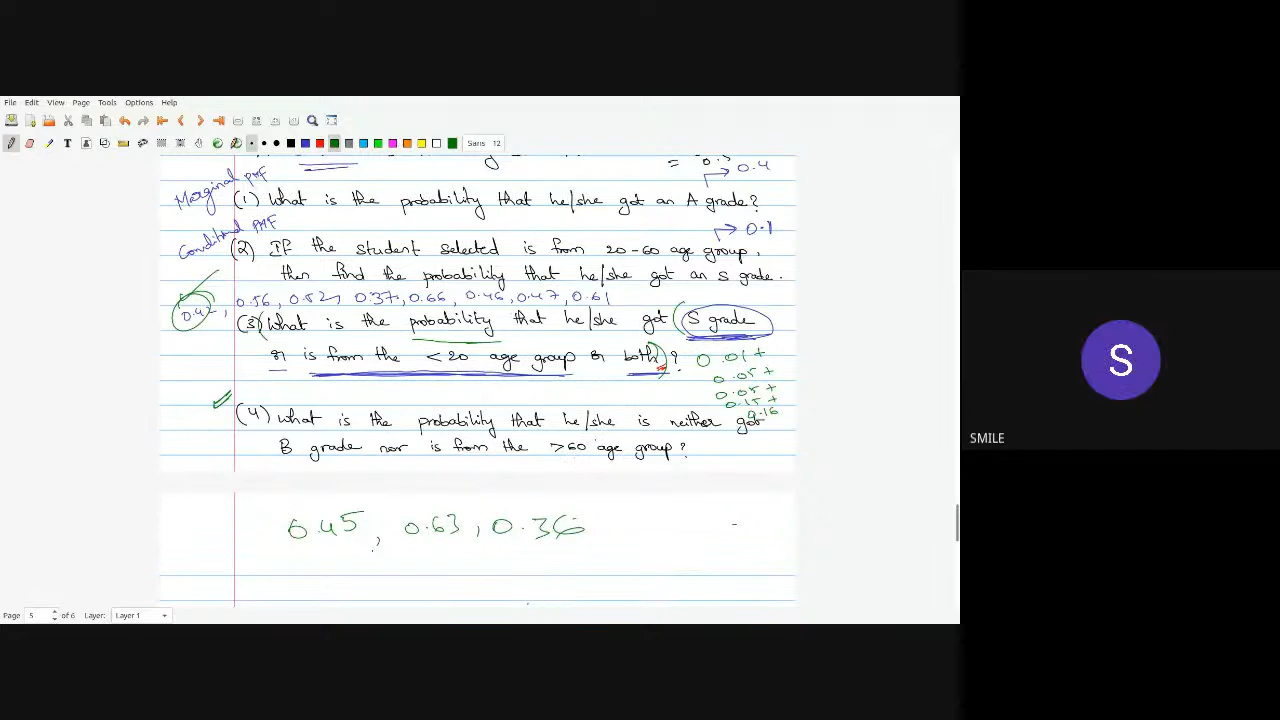 File Edit View Page Tools Options Help
Sans 12
= 0.5
0.4
Marginal PMF
(1) What is the probability that he/she got an A grade?
Conditional PMF
0.1
(2) If the student selected is from 20-60 age group,
then find the probability that he/she got an S grade.
0.42, 0.56, 0.52, 0.37, 0.66, 0.46, 0.47, 0.61
(3) What is the probability that he/she got S grade
or is from the < 20 age group or both?
0.01 +
0.05 +
0.05 +
0.15 +
0.16
(4) What is the probability that he/she is neither got
B grade nor is from the >60 age group?
0.45, 0.63, 0.36
S
SMILE
Page 5 of 6 Layer: Layer 1